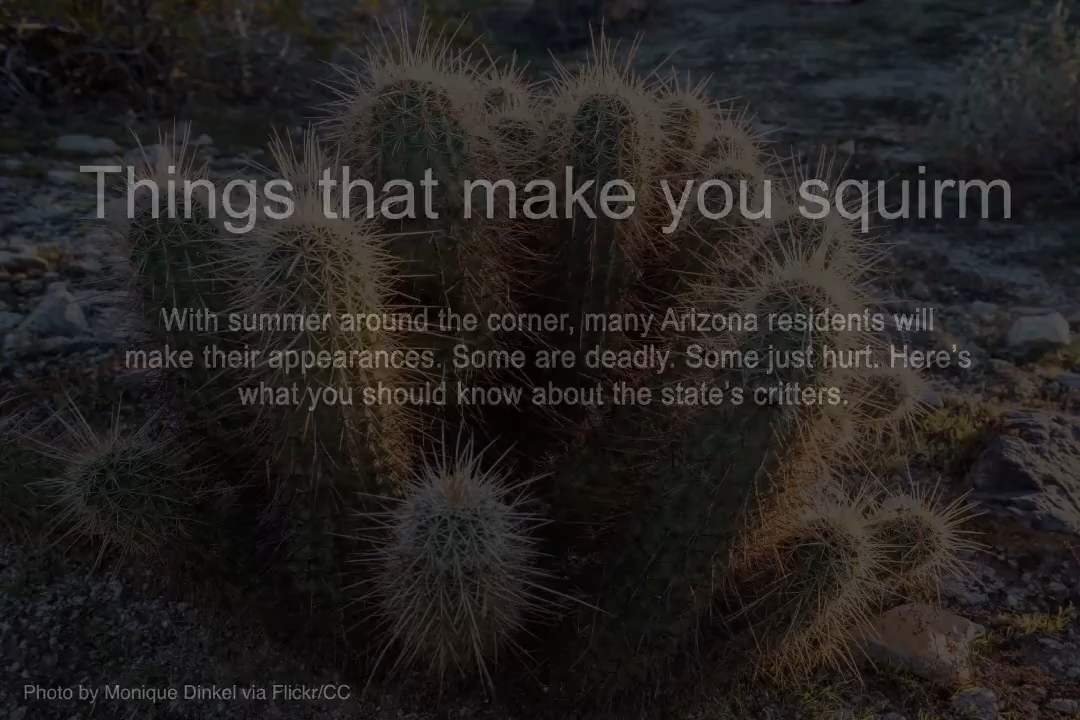 Things that make you squirm
With summer around the corner, many Arizona residents will
make their appearances. Some are deadly. Some just hurt. Here’s
what you should know about the state’s critters.
Photo by Monique Dinkel via Flickr/CC